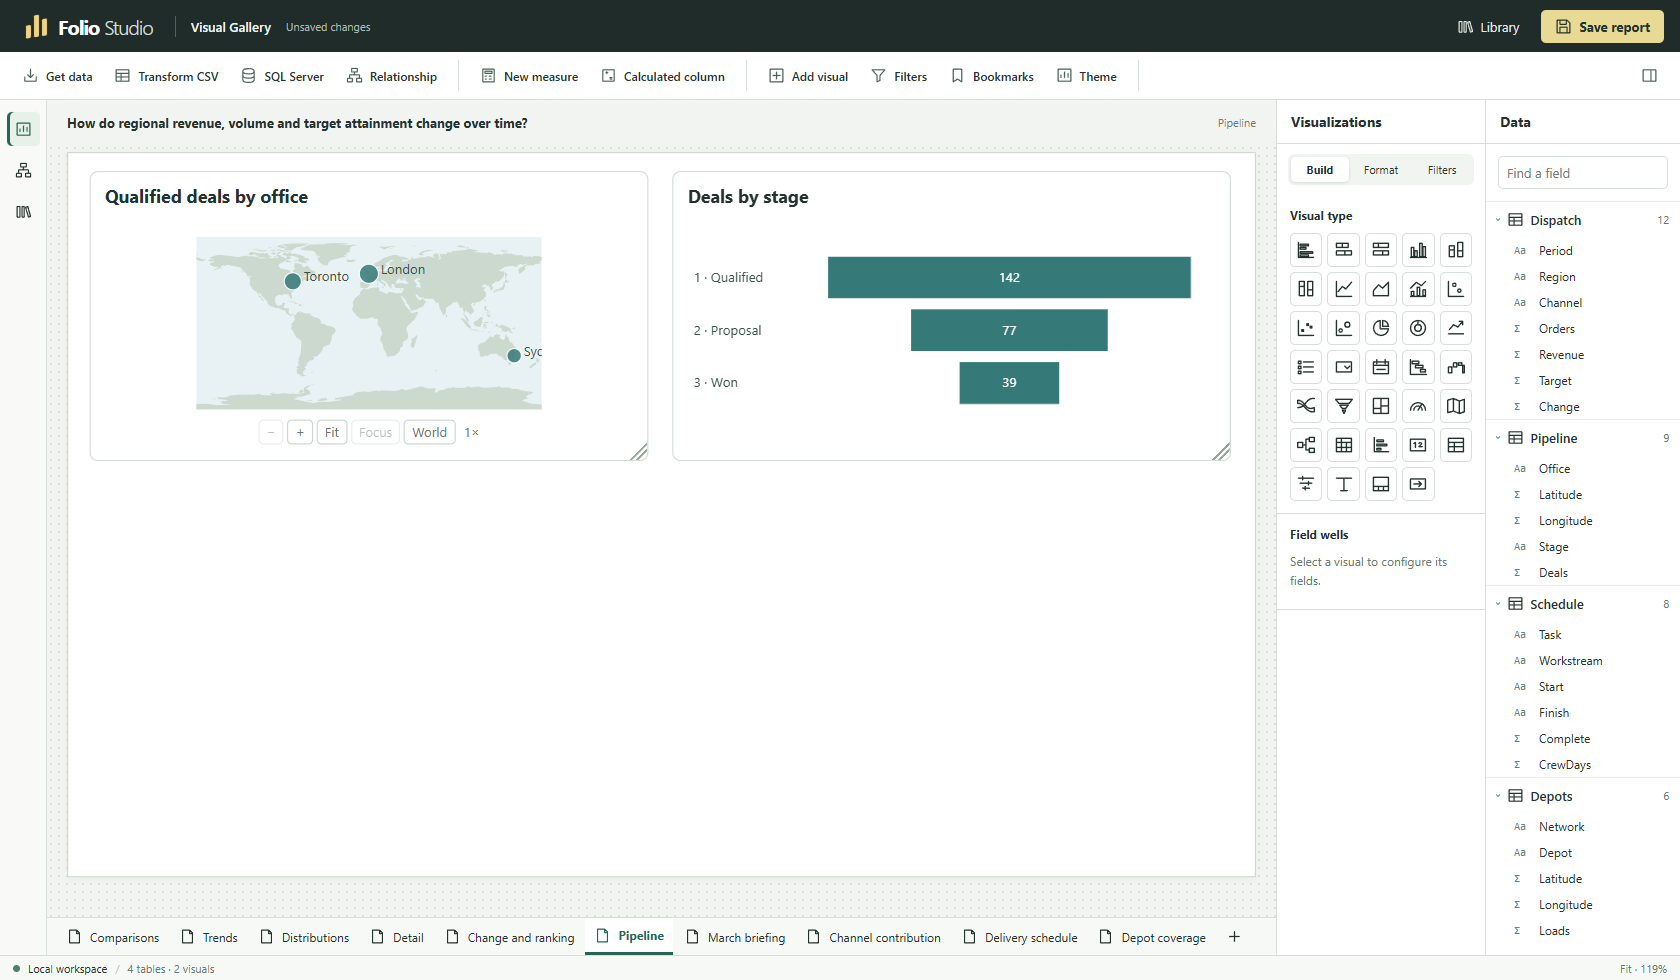 Folio Studio
Visual Gallery
Unsaved changes
Library
Save report
Get data
Transform CSV
SQL Server
Relationship
New measure
Calculated column
Add visual
Filters
Bookmarks
Theme
How do regional revenue, volume and target attainment change over time?
Pipeline
Qualified deals by office
Toronto
London
Syd
− + Fit Focus World 1×
Deals by stage
1 · Qualified 142
2 · Proposal 77
3 · Won 39
Visualizations
Build Format Filters
Visual type
Field wells
Select a visual to configure its
fields.
Data
Find a field
Dispatch 12
Aa Period
Aa Region
Aa Channel
Σ Orders
Σ Revenue
Σ Target
Σ Change
Pipeline 9
Aa Office
Σ Latitude
Σ Longitude
Aa Stage
Σ Deals
Schedule 8
Aa Task
Aa Workstream
Aa Start
Aa Finish
Σ Complete
Σ CrewDays
Depots 6
Aa Network
Aa Depot
Σ Latitude
Σ Longitude
Σ Loads
Comparisons
Trends
Distributions
Detail
Change and ranking
Pipeline
March briefing
Channel contribution
Delivery schedule
Depot coverage
+
Local workspace / 4 tables · 2 visuals
Fit · 119%